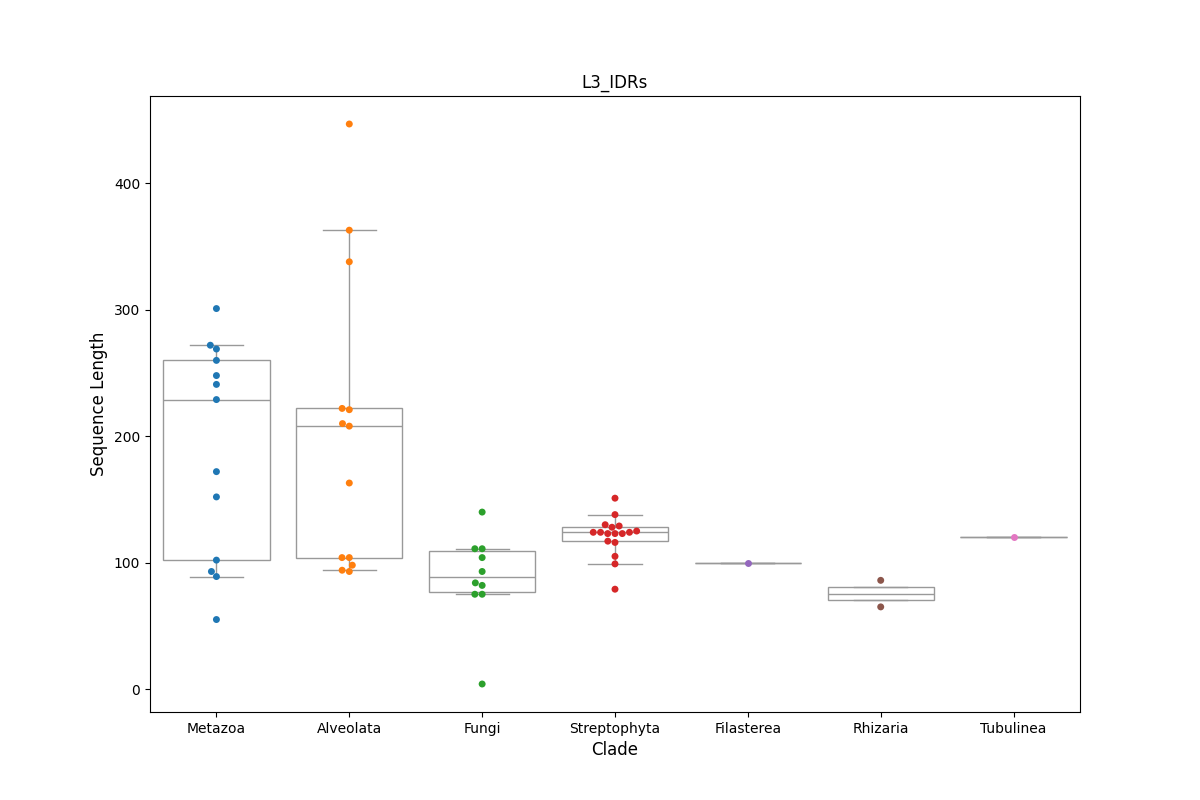 L3_IDRs
Sequence Length
400
300
200
100
0
Metazoa Alveolata Fungi Streptophyta Filasterea Rhizaria Tubulinea
Clade